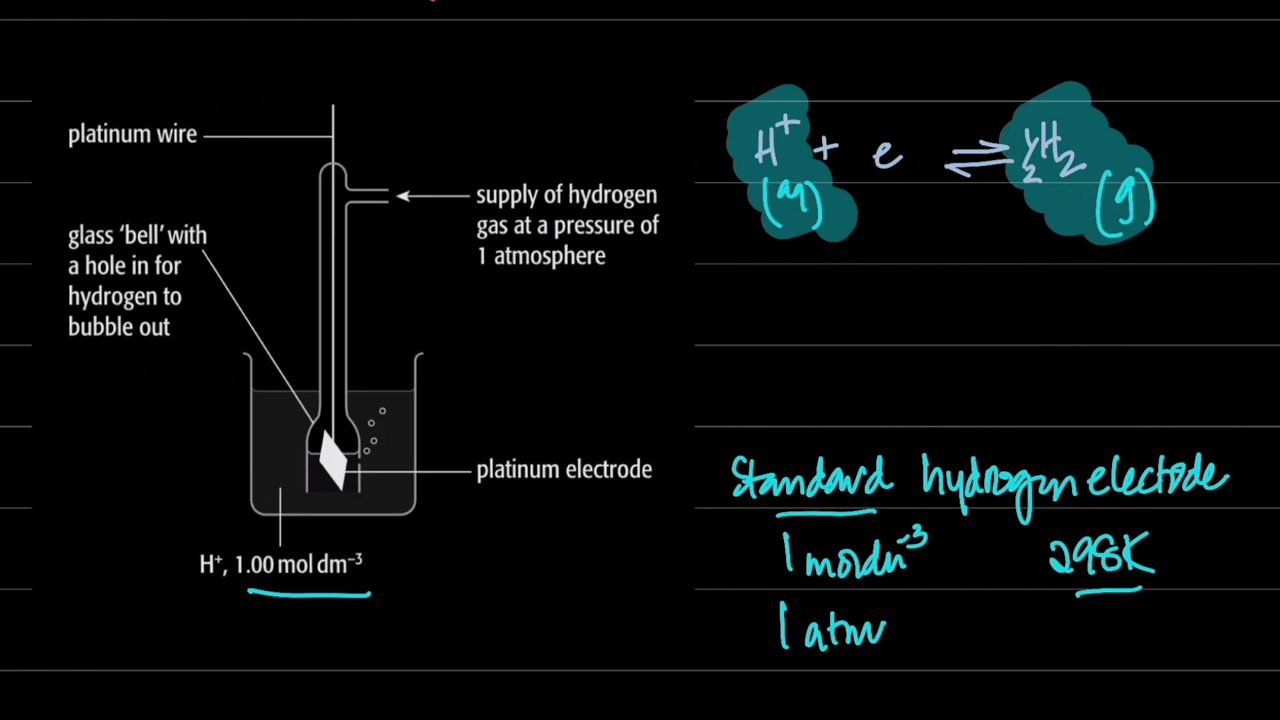 platinum wire
supply of hydrogen
gas at a pressure of
1 atmosphere
glass ‘bell’ with
a hole in for
hydrogen to
bubble out
platinum electrode
H⁺, 1.00 mol dm⁻³
H⁺ + e ⇌ ½H₂
(aq) (g)
Standard hydrogen electrode
1 moldm⁻³ 298K
1 atm